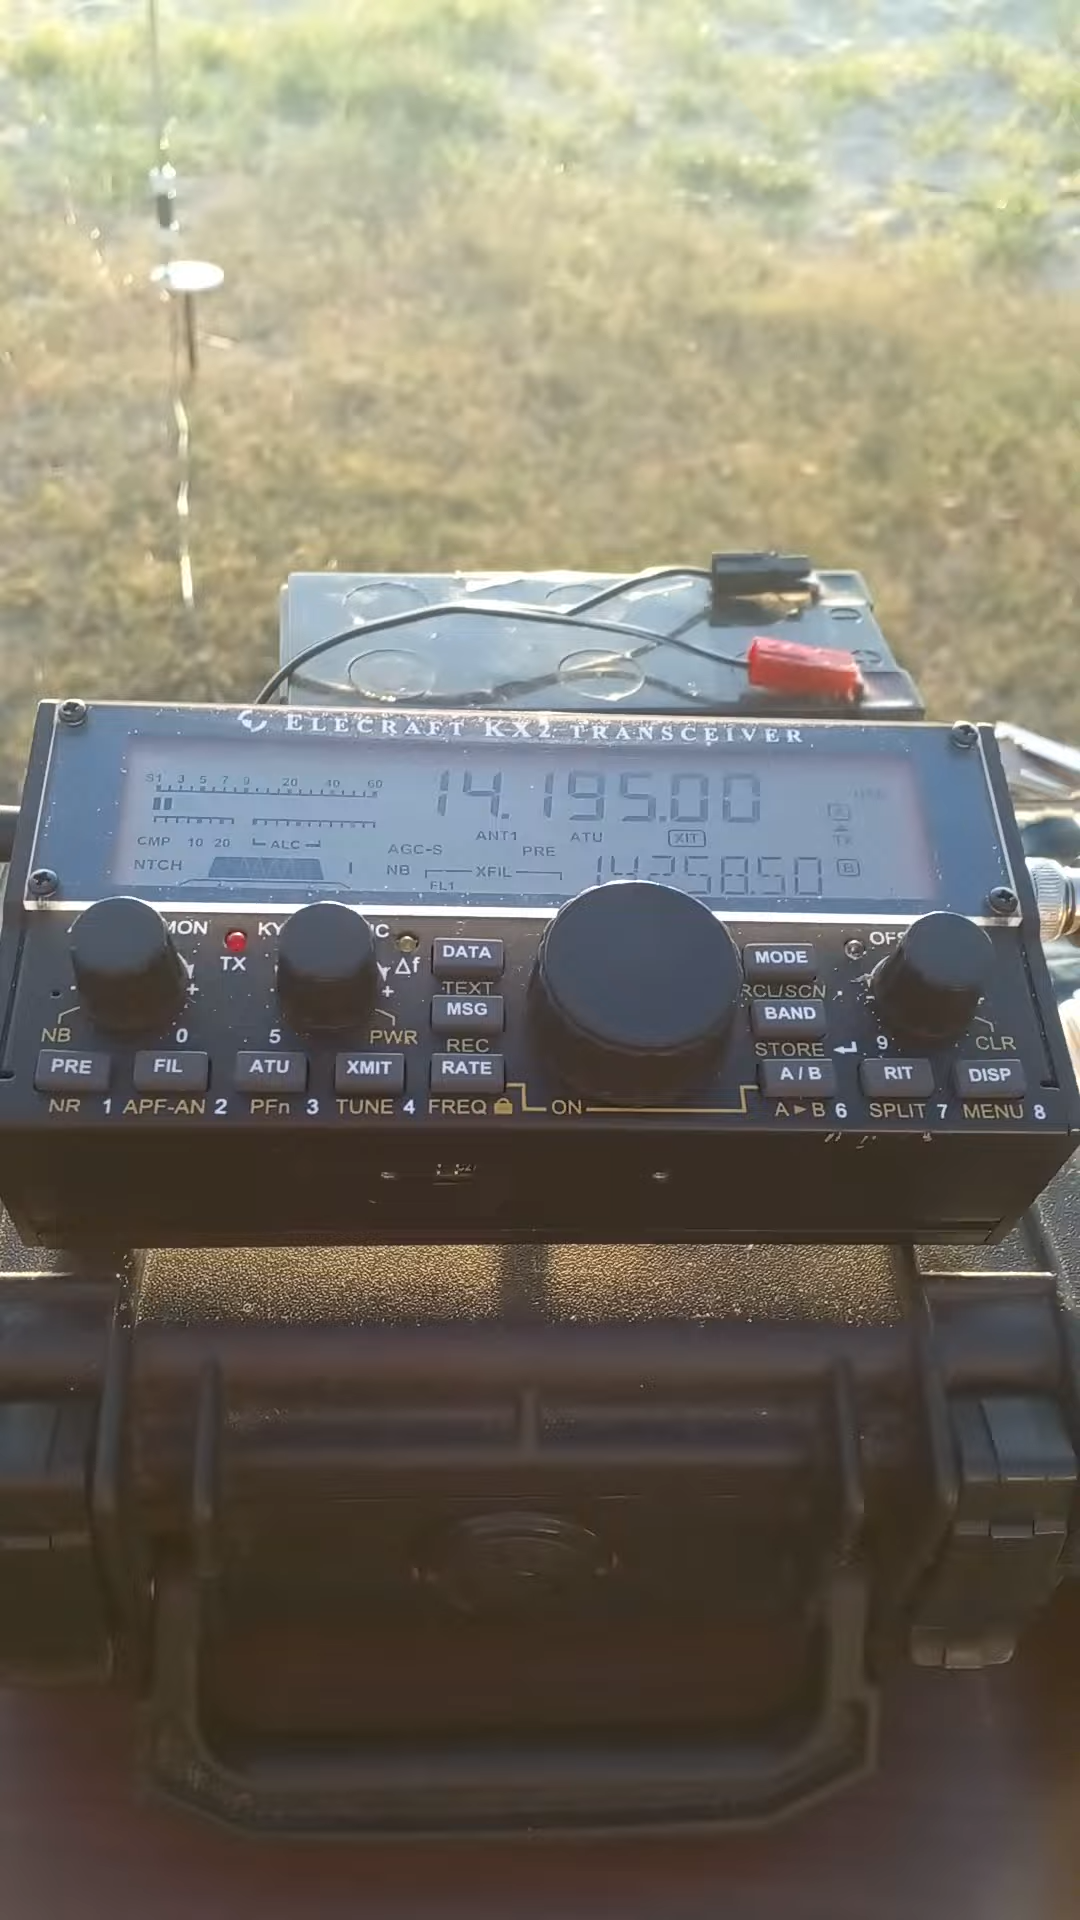 ELECRAFT KX2 TRANSCEIVER
S1 3 5 7 9 20 40 60
14.195.00
CMP 10 20 ALC
ANT1 ATU XIT
A
TX
NTCH
AGC-S PRE
NB XFIL
FL1
14258.50 B
MON
TX
KY
Δf
+
+
NB 0 5 PWR
DATA
TEXT
MSG
REC
RATE
MODE
RCL/SCN
BAND
STORE 9 CLR
PRE FIL ATU XMIT
A / B RIT DISP
NR 1 APF-AN 2 PFn 3 TUNE 4 FREQ ON A►B 6 SPLIT 7 MENU 8